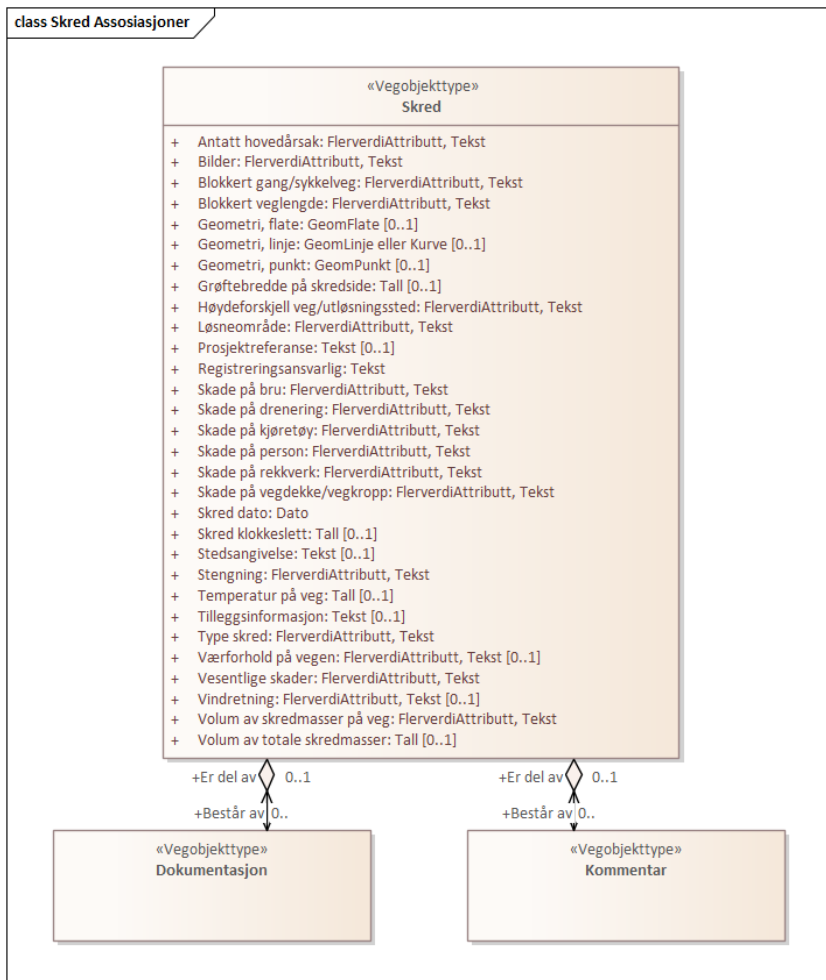 class Skred Assosiasjoner
«Vegobjekttype»
Skred
+ Antatt hovedårsak: FlerverdiAttributt, Tekst
+ Bilder: FlerverdiAttributt, Tekst
+ Blokkert gang/sykkelveg: FlerverdiAttributt, Tekst
+ Blokkert veglengde: FlerverdiAttributt, Tekst
+ Geometri, flate: GeomFlate [0..1]
+ Geometri, linje: GeomLinje eller Kurve [0..1]
+ Geometri, punkt: GeomPunkt [0..1]
+ Grøftebredde på skredside: Tall [0..1]
+ Høydeforskjell veg/utløsningssted: FlerverdiAttributt, Tekst
+ Løsneområde: FlerverdiAttributt, Tekst
+ Prosjektreferanse: Tekst [0..1]
+ Registreringsansvarlig: Tekst
+ Skade på bru: FlerverdiAttributt, Tekst
+ Skade på drenering: FlerverdiAttributt, Tekst
+ Skade på kjøretøy: FlerverdiAttributt, Tekst
+ Skade på person: FlerverdiAttributt, Tekst
+ Skade på rekkverk: FlerverdiAttributt, Tekst
+ Skade på vegdekke/vegkropp: FlerverdiAttributt, Tekst
+ Skred dato: Dato
+ Skred klokkeslett: Tall [0..1]
+ Stedsangivelse: Tekst [0..1]
+ Stengning: FlerverdiAttributt, Tekst
+ Temperatur på veg: Tall [0..1]
+ Tilleggsinformasjon: Tekst [0..1]
+ Type skred: FlerverdiAttributt, Tekst
+ Værforhold på vegen: FlerverdiAttributt, Tekst [0..1]
+ Vesentlige skader: FlerverdiAttributt, Tekst
+ Vindretning: FlerverdiAttributt, Tekst [0..1]
+ Volum av skredmasser på veg: FlerverdiAttributt, Tekst
+ Volum av totale skredmasser: Tall [0..1]
+Er del av 0..1 +Er del av 0..1
+Består av 0.. +Består av 0..
«Vegobjekttype» «Vegobjekttype»
Dokumentasjon Kommentar